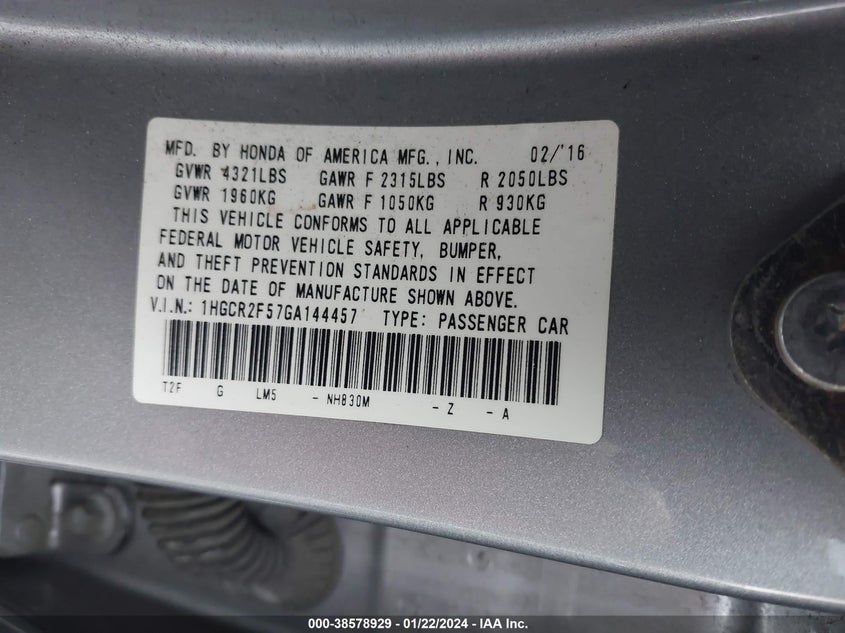 MFD. BY HONDA OF AMERICA MFG., INC. 02/'16
GVWR 4321LBS GAWR F 2315LBS R 2050LBS
GVWR 1960KG GAWR F 1050KG R 930KG
THIS VEHICLE CONFORMS TO ALL APPLICABLE
FEDERAL MOTOR VEHICLE SAFETY, BUMPER,
AND THEFT PREVENTION STANDARDS IN EFFECT
ON THE DATE OF MANUFACTURE SHOWN ABOVE.
V.I.N.: 1HGCR2F57GA144457 TYPE: PASSENGER CAR
T2F G LM5 - NH830M - Z - A
000-38578929 - 01/22/2024 - IAA Inc.